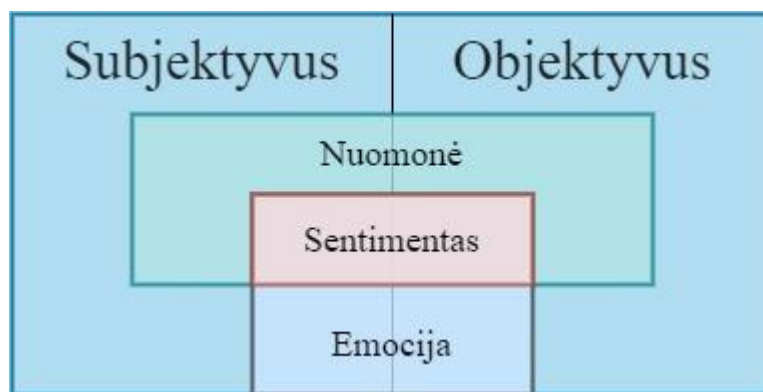 Subjektyvus
Objektyvus
Nuomonė
Sentimentas
Emocija